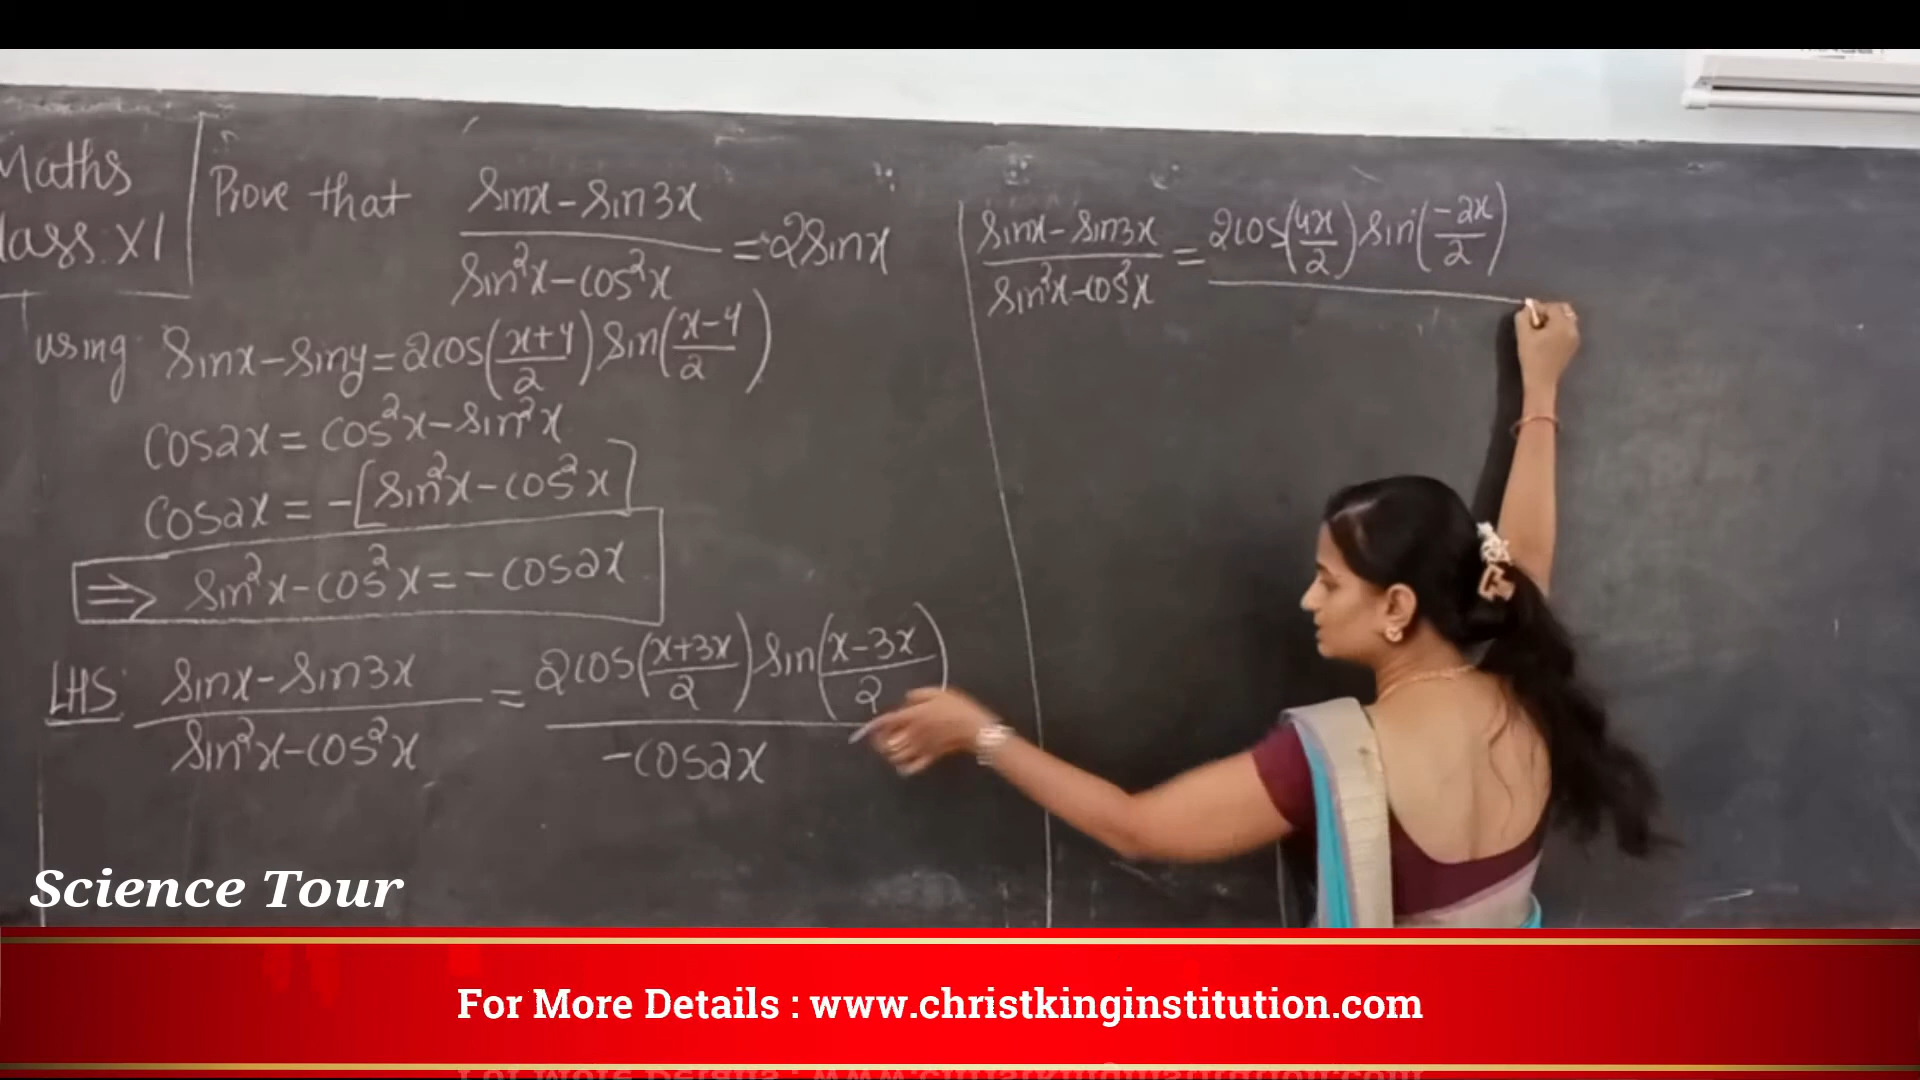 Maths
Class: XI
Prove that (sinx - sin3x)/(sin²x - cos²x) = 2sinx
using sinx - siny = 2cos((x+y)/2) sin((x-y)/2)
cos2x = cos²x - sin²x
cos2x = -[sin²x - cos²x]
⇒ sin²x - cos²x = -cos2x
LHS: (sinx - sin3x)/(sin²x - cos²x) = (2cos((x+3x)/2) sin((x-3x)/2))/(-cos2x)
(sinx - sin3x)/(sin²x - cos²x) = 2cos(4x/2) sin(-2x/2)
Science Tour
For More Details : www.christkinginstitution.com